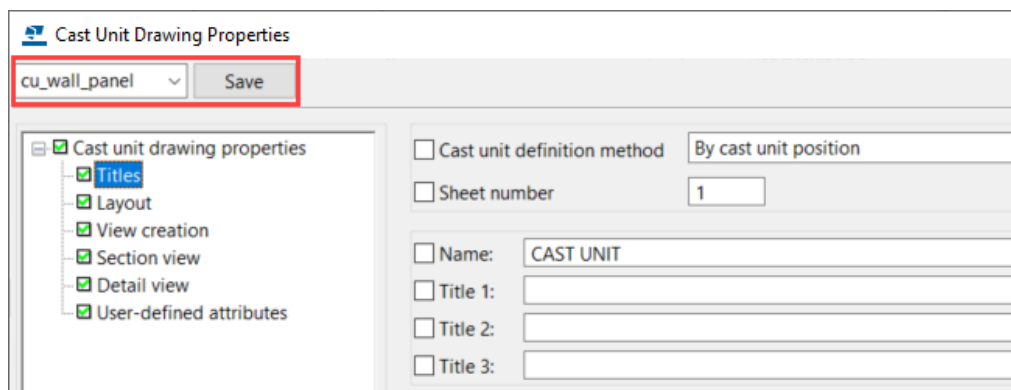 Cast Unit Drawing Properties
cu_wall_panel Save
Cast unit drawing properties
Titles
Layout
View creation
Section view
Detail view
User-defined attributes
Cast unit definition method By cast unit position
Sheet number 1
Name: CAST UNIT
Title 1:
Title 2:
Title 3: